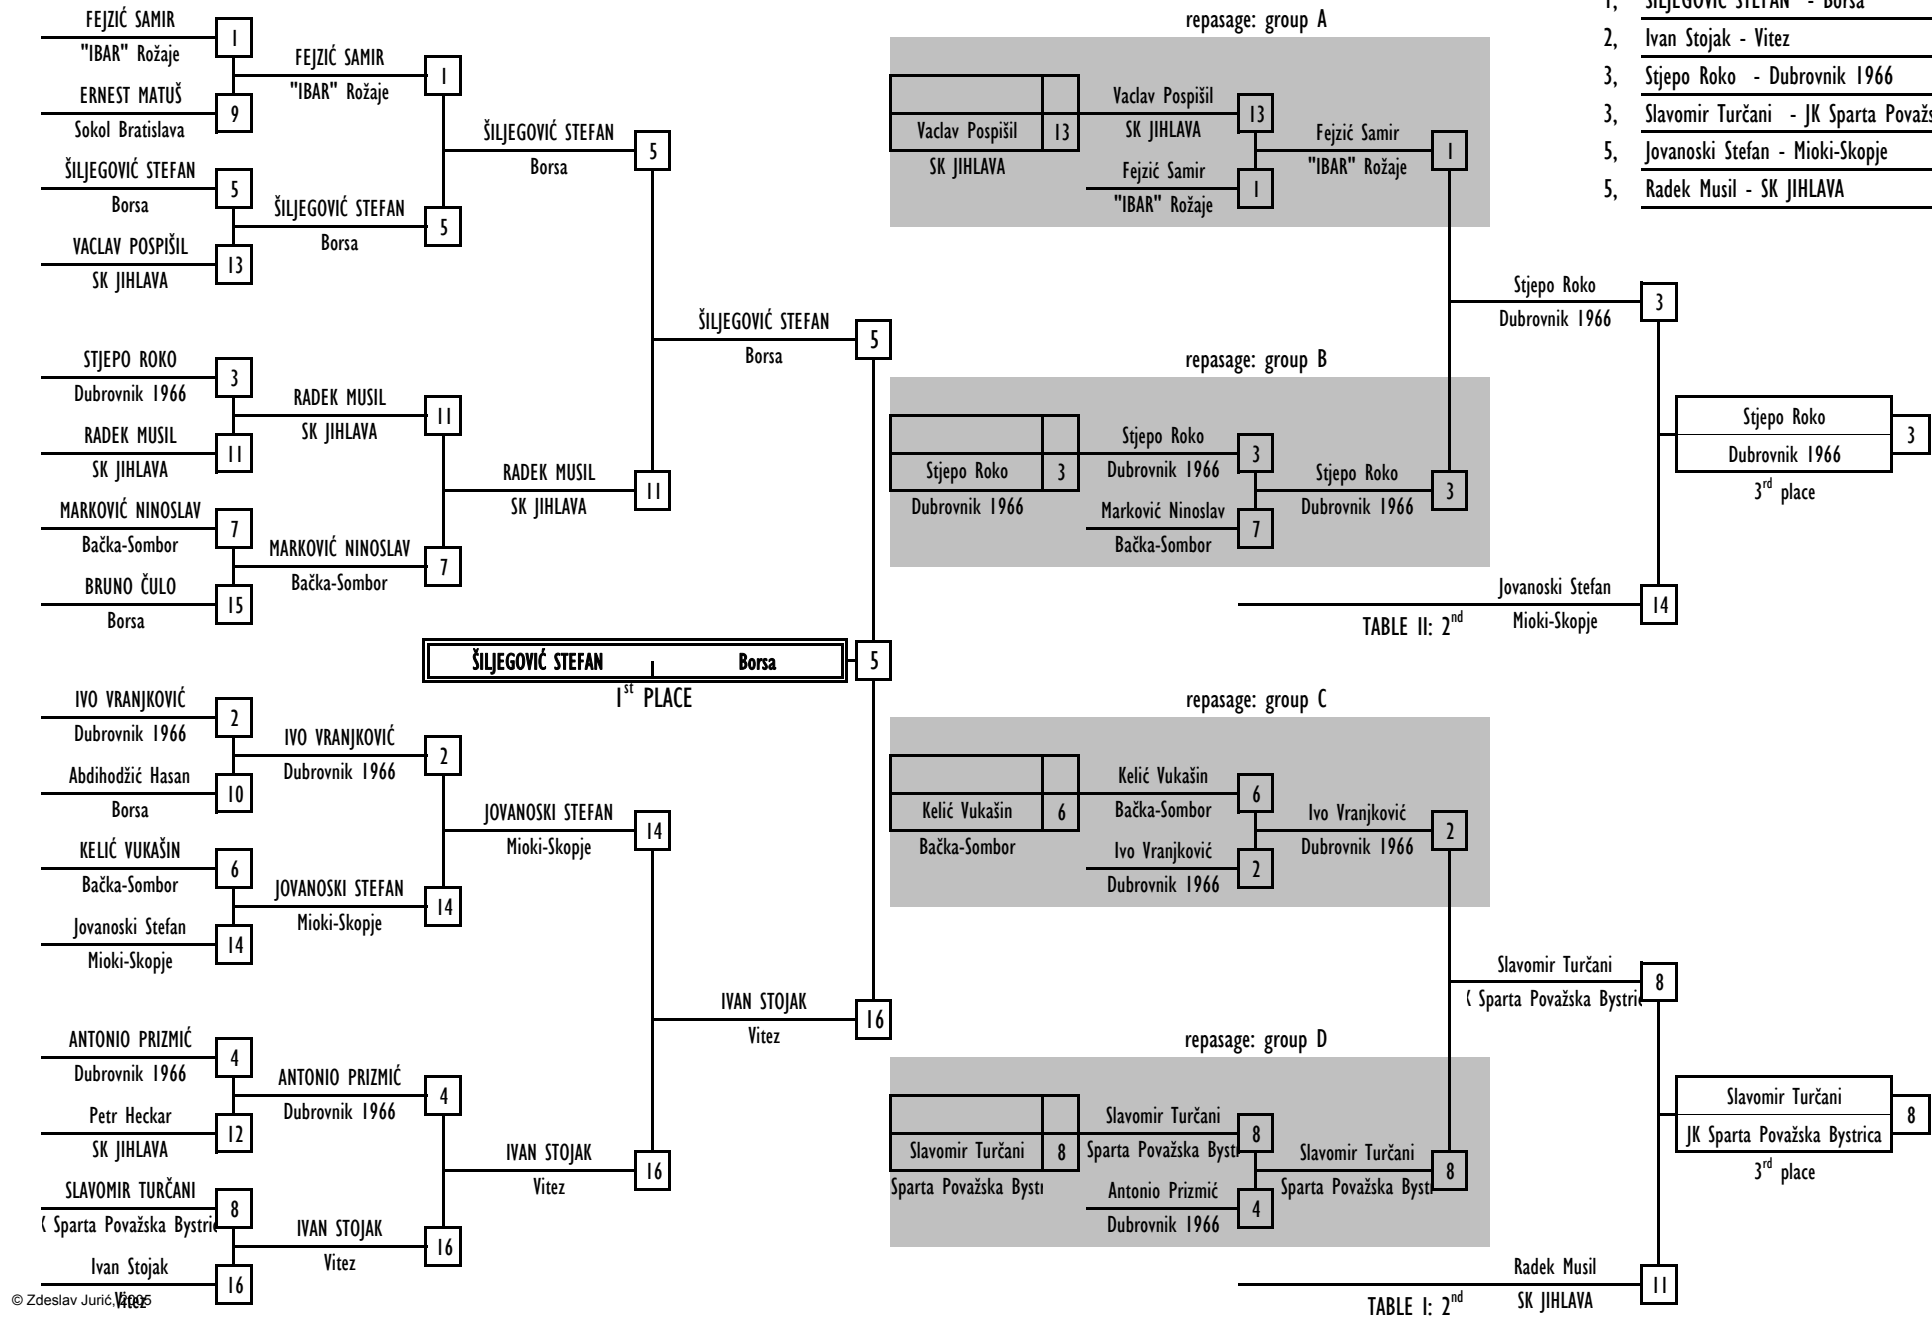 FEJZIĆ SAMIR
1
"IBAR" Rožaje
ERNEST MATUŠ
9
Sokol Bratislava
FEJZIĆ SAMIR
1
"IBAR" Rožaje
ŠILJEGOVIĆ STEFAN
5
Borsa
VACLAV POSPIŠIL
13
SK JIHLAVA
ŠILJEGOVIĆ STEFAN
5
Borsa
ŠILJEGOVIĆ STEFAN
5
Borsa
STJEPO ROKO
3
Dubrovnik 1966
RADEK MUSIL
11
SK JIHLAVA
RADEK MUSIL
11
SK JIHLAVA
MARKOVIĆ NINOSLAV
7
Bačka-Sombor
BRUNO ČULO
15
Borsa
MARKOVIĆ NINOSLAV
7
Bačka-Sombor
RADEK MUSIL
11
SK JIHLAVA
ŠILJEGOVIĆ STEFAN
5
Borsa
ŠILJEGOVIĆ STEFAN Borsa
5
1st PLACE
IVO VRANJKOVIĆ
2
Dubrovnik 1966
Abdihodžić Hasan
10
Borsa
IVO VRANJKOVIĆ
2
Dubrovnik 1966
KELIĆ VUKAŠIN
6
Bačka-Sombor
Jovanoski Stefan
14
Mioki-Skopje
JOVANOSKI STEFAN
14
Mioki-Skopje
JOVANOSKI STEFAN
14
Mioki-Skopje
ANTONIO PRIZMIĆ
4
Dubrovnik 1966
Petr Heckar
12
SK JIHLAVA
ANTONIO PRIZMIĆ
4
Dubrovnik 1966
SLAVOMIR TURČANI
8
Sparta Považska Bystric
Ivan Stojak
16
Vitez
IVAN STOJAK
16
Vitez
IVAN STOJAK
16
Vitez
IVAN STOJAK
16
Vitez
© Zdeslav Jurić, 2005
repasage: group A
Vaclav Pospišil
13
SK JIHLAVA
Vaclav Pospišil
13
SK JIHLAVA
Fejzić Samir
1
"IBAR" Rožaje
Fejzić Samir
1
"IBAR" Rožaje
repasage: group B
Stjepo Roko
3
Dubrovnik 1966
Stjepo Roko
3
Dubrovnik 1966
Marković Ninoslav
7
Bačka-Sombor
Stjepo Roko
3
Dubrovnik 1966
Stjepo Roko
3
Dubrovnik 1966
Jovanoski Stefan
14
TABLE II: 2nd Mioki-Skopje
Stjepo Roko
3
Dubrovnik 1966
3rd place
repasage: group C
Kelić Vukašin
6
Bačka-Sombor
Kelić Vukašin
6
Bačka-Sombor
Ivo Vranjković
2
Dubrovnik 1966
Ivo Vranjković
2
Dubrovnik 1966
repasage: group D
Slavomir Turčani
8
Sparta Považska Bystr
Slavomir Turčani
8
Sparta Považska Bystr
Antonio Prizmić
4
Dubrovnik 1966
Slavomir Turčani
8
Sparta Považska Bystr
Slavomir Turčani
8
Sparta Považska Bystric
Radek Musil
11
TABLE I: 2nd SK JIHLAVA
Slavomir Turčani
8
JK Sparta Považska Bystrica
3rd place
1, ŠILJEGOVIĆ STEFAN - Borsa
2, Ivan Stojak - Vitez
3, Stjepo Roko - Dubrovnik 1966
3, Slavomir Turčani - JK Sparta Považs
5, Jovanoski Stefan - Mioki-Skopje
5, Radek Musil - SK JIHLAVA